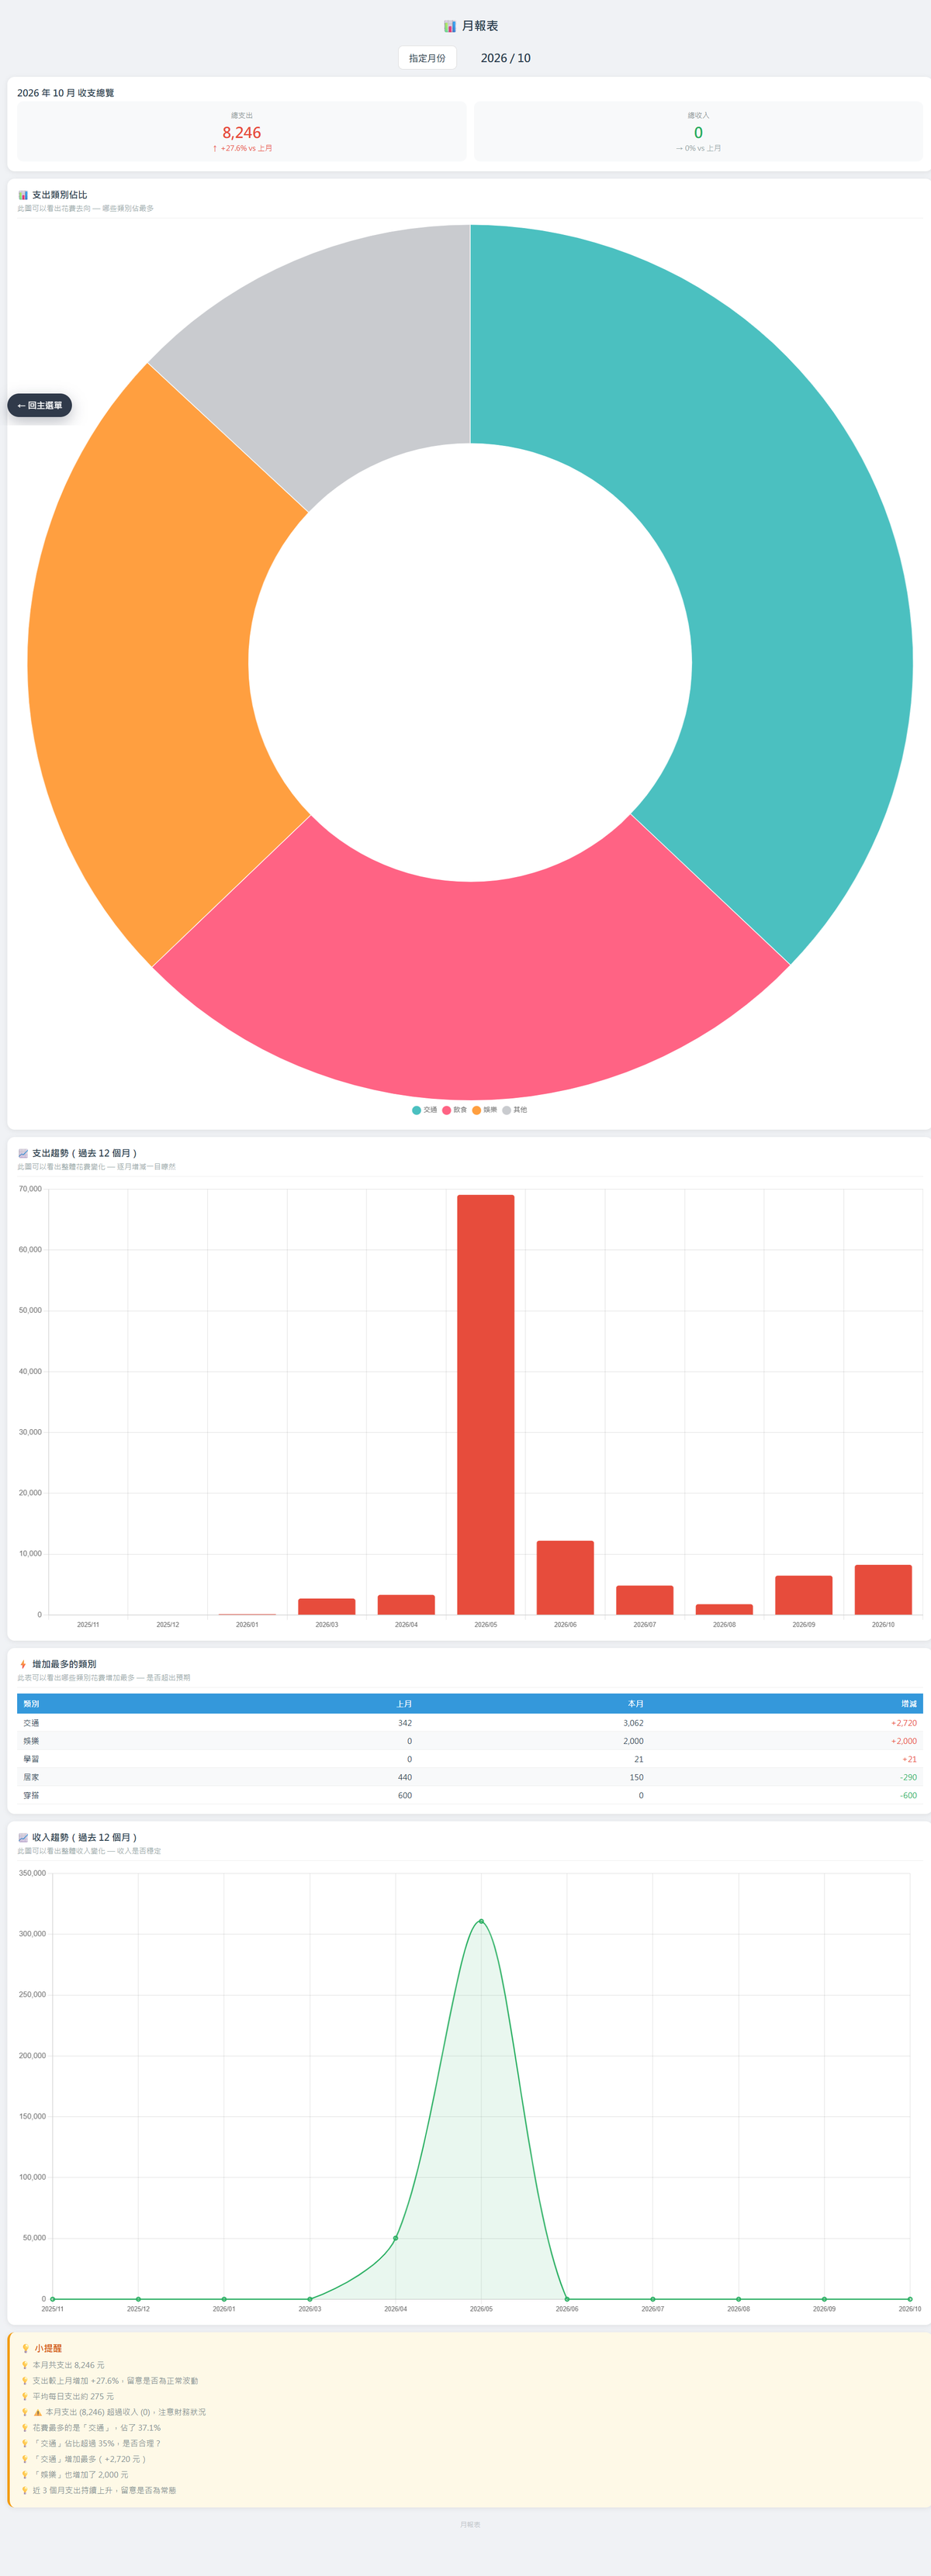 📊 月報表
指定月份 2026 / 10
2026 年 10 月 收支總覽
總支出
8,246
↑ +27.6% vs 上月
總收入
0
→ 0% vs 上月
📊 支出類別佔比
此圖可以看出花費去向 — 哪些類別佔最多
← 回主選單
交通 飲食 娛樂 其他
📈 支出趨勢（過去 12 個月）
此圖可以看出整體花費變化 — 逐月增減一目瞭然
70,000
60,000
50,000
40,000
30,000
20,000
10,000
0
2025/11 2025/12 2026/01 2026/03 2026/04 2026/05 2026/06 2026/07 2026/08 2026/09 2026/10
⚡ 增加最多的類別
此表可以看出哪些類別花費增加最多 — 是否超出預期
類別 上月 本月 增減
交通 342 3,062 +2,720
娛樂 0 2,000 +2,000
學習 0 21 +21
居家 440 150 -290
穿搭 600 0 -600
📈 收入趨勢（過去 12 個月）
此圖可以看出整體收入變化 — 收入是否穩定
350,000
300,000
250,000
200,000
150,000
100,000
50,000
0
2025/11 2025/12 2026/01 2026/03 2026/04 2026/05 2026/06 2026/07 2026/08 2026/09 2026/10
💡 小提醒
💡 本月共支出 8,246 元
💡 支出較上月增加 +27.6%，留意是否為正常波動
💡 平均每日支出約 275 元
💡 ⚠️ 本月支出 (8,246) 超過收入 (0)，注意財務狀況
💡 花費最多的是「交通」，佔了 37.1%
💡 「交通」佔比超過 35%，是否合理？
💡 「交通」增加最多（+2,720 元）
💡 「娛樂」也增加了 2,000 元
💡 近 3 個月支出持續上升，留意是否為常態
月報表